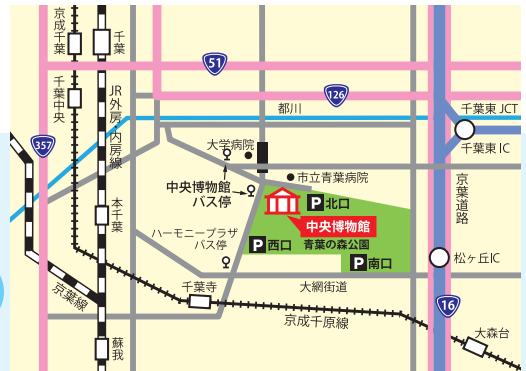 京成千葉
千葉
51
126
千葉中央
JR外房・内房線
都川
千葉東JCT
357
大学病院
千葉東IC
市立青葉病院
中央博物館
バス停
P北口
京葉道路
本千葉
中央博物館
ハーモニープラザ
バス停
P西口
青葉の森公園
P南口
松ヶ丘IC
京葉線
千葉寺
大網街道
16
京成千原線
大森台
蘇我